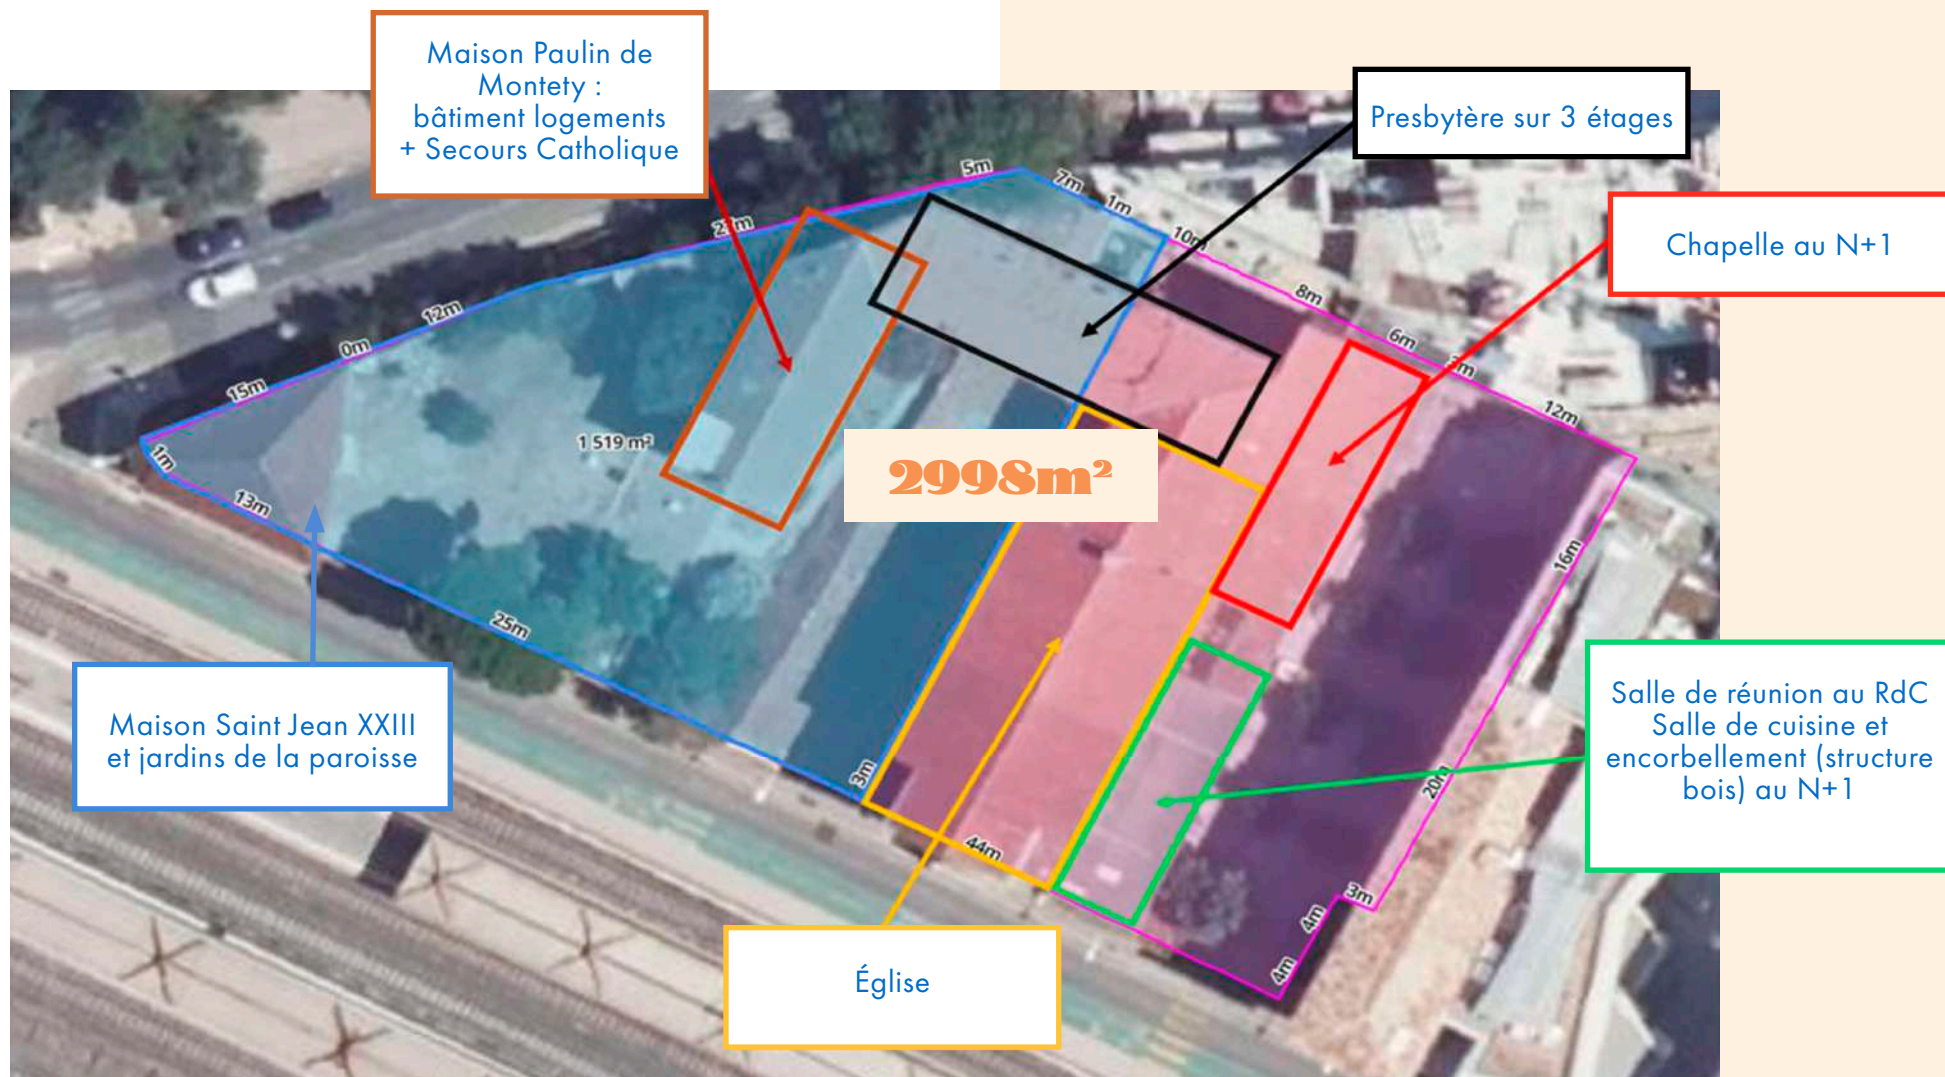 Maison Paulin de
Montety :
bâtiment logements
+ Secours Catholique
Presbytère sur 3 étages
Chapelle au N+1
5m
7m
1m
10m
8m
6m
12m
12m
0m
15m
1m
13m
25m
1 519 m²
2998m²
16m
20m
3m
4m
4m
3m
44m
Maison Saint Jean XXIII
et jardins de la paroisse
Salle de réunion au RdC
Salle de cuisine et
encorbellement (structure
bois) au N+1
Église